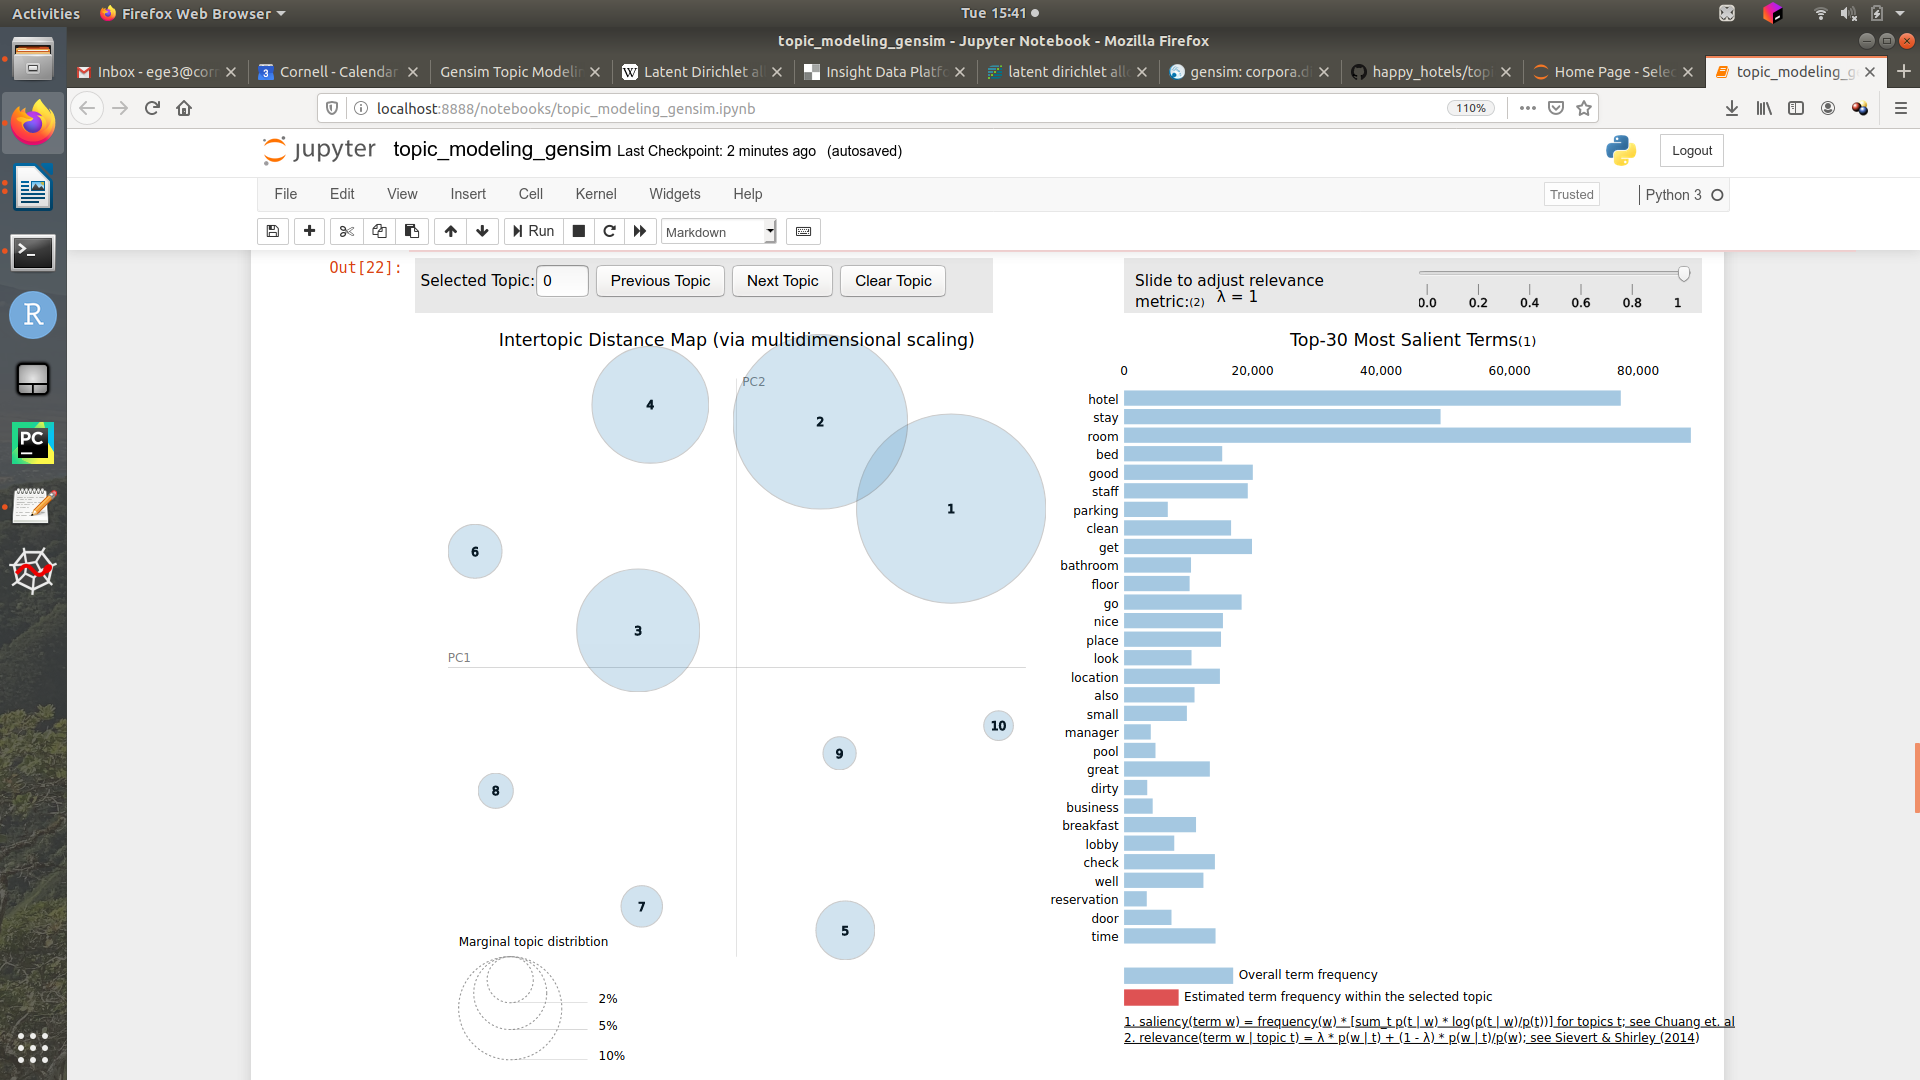 Activities Firefox Web Browser Tue 15:41
topic_modeling_gensim - Jupyter Notebook - Mozilla Firefox
Inbox - ege3@corn 3 Cornell - Calendar Gensim Topic Modelin W Latent Dirichlet al Insight Data Platfo latent dirichlet allo gensim: corpora.di happy_hotels/topi Home Page - Selec topic_modeling_g
localhost:8888/notebooks/topic_modeling_gensim.ipynb 110%
jupyter topic_modeling_gensim Last Checkpoint: 2 minutes ago (autosaved) Logout
File Edit View Insert Cell Kernel Widgets Help Trusted Python 3
Run Markdown
Out[22]:
Selected Topic: 0 Previous Topic Next Topic Clear Topic
Slide to adjust relevance
metric:(2) λ = 1
0.0 0.2 0.4 0.6 0.8 1
Intertopic Distance Map (via multidimensional scaling)
PC2
4
2
1
6
3
PC1
10
9
8
7
5
Marginal topic distribtion
2%
5%
10%
Top-30 Most Salient Terms(1)
0 20,000 40,000 60,000 80,000
hotel
stay
room
bed
good
staff
parking
clean
get
bathroom
floor
go
nice
place
look
location
also
small
manager
pool
great
dirty
business
breakfast
lobby
check
well
reservation
door
time
Overall term frequency
Estimated term frequency within the selected topic
1. saliency(term w) = frequency(w) * [sum_t p(t | w) * log(p(t | w)/p(t))] for topics t; see Chuang et. al
2. relevance(term w | topic t) = λ * p(w | t) + (1 - λ) * p(w | t)/p(w); see Sievert & Shirley (2014)
R
PC